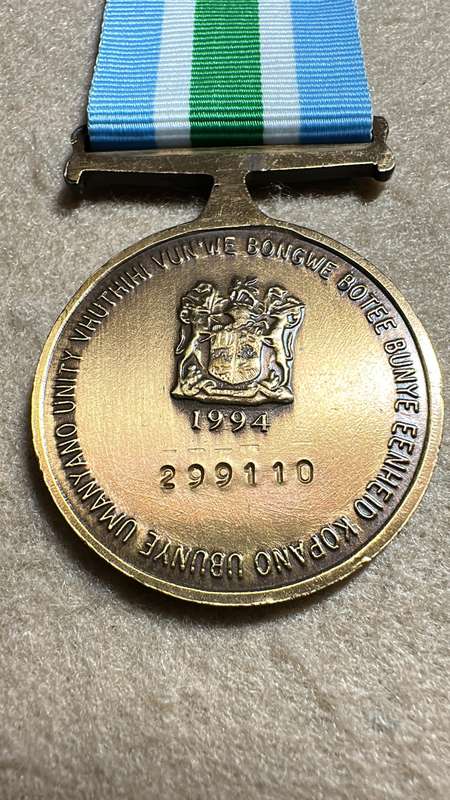 UNITY VHUTHIHI VUN'WE BONGWE BOTEE BUNYE EENHEID KOPANO UBUNYE UMANYANO
1994
299110